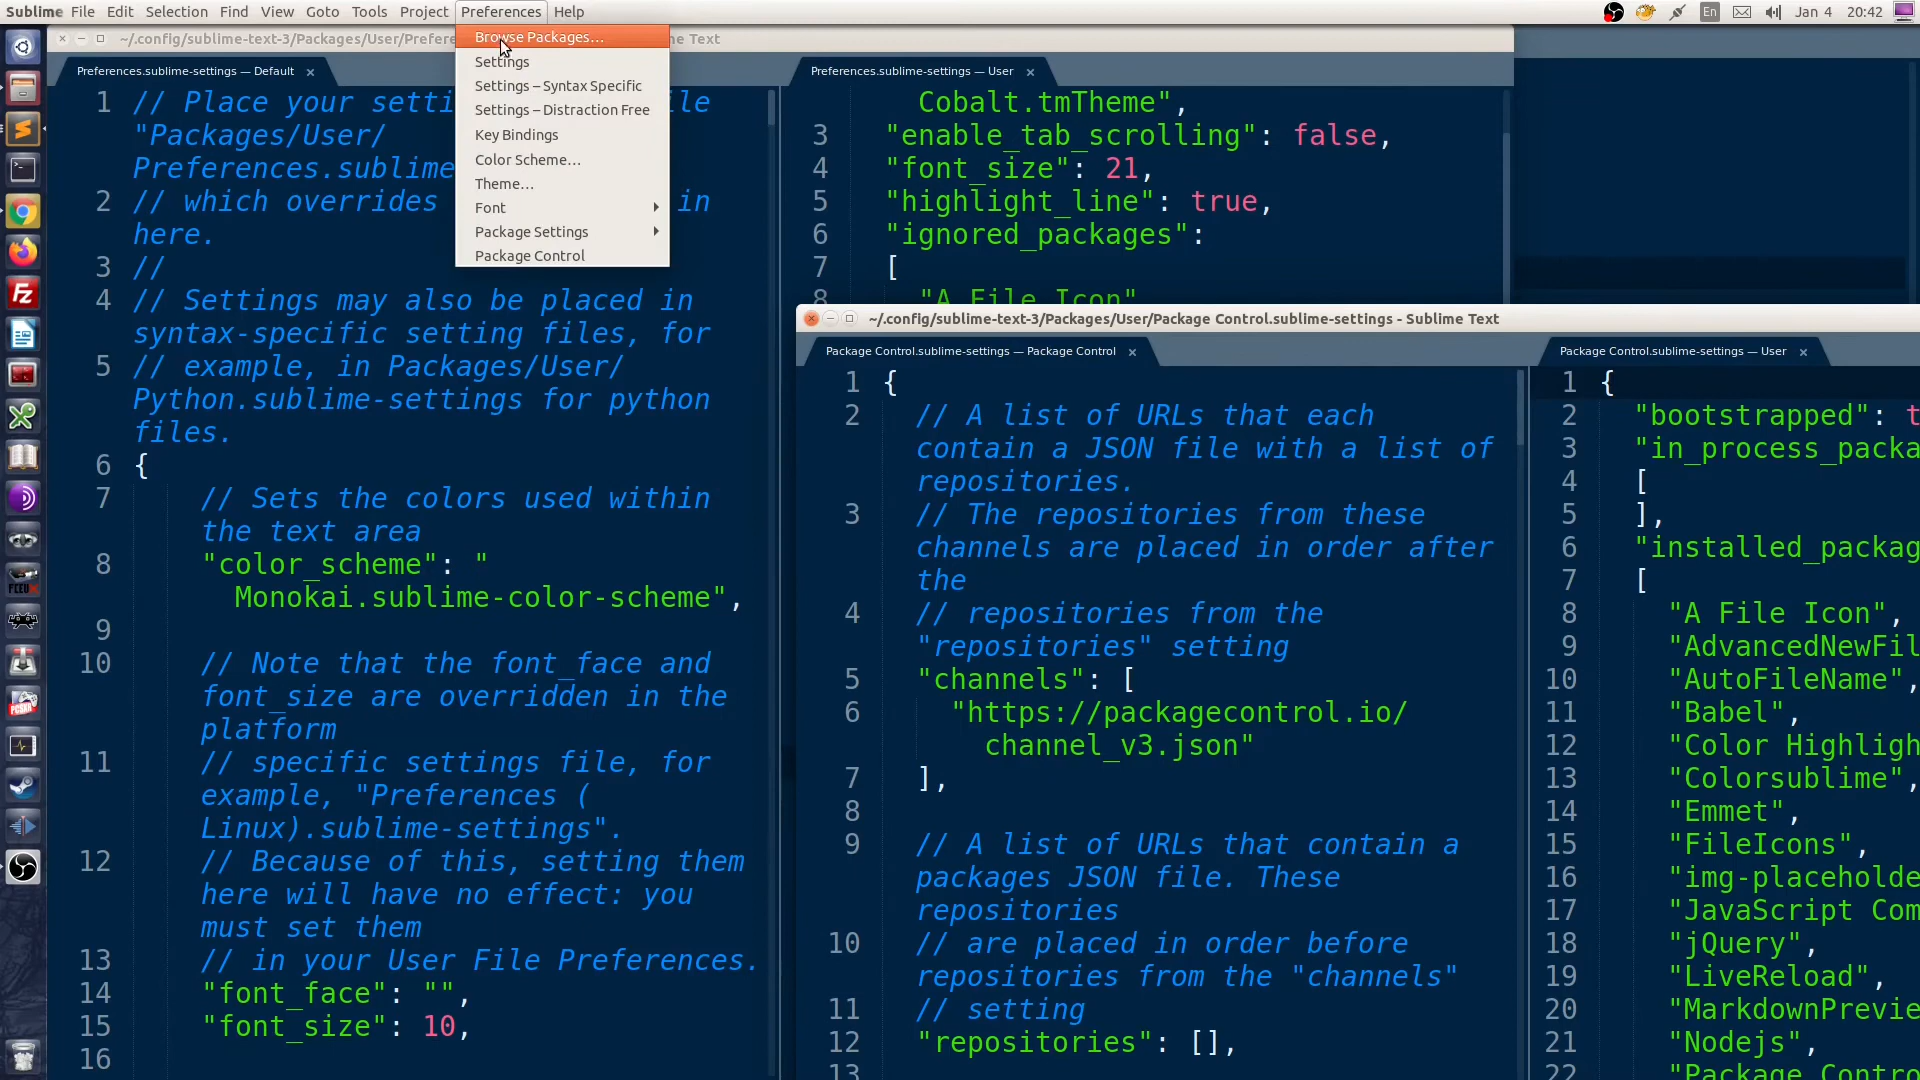 Sublime File Edit Selection Find View Goto Tools Project Preferences Help
En Jan 4 20:42
~/.config/sublime-text-3/Packages/User/Prefere
ne Text
Browse Packages…
Settings
Settings – Syntax Specific
Settings – Distraction Free
Key Bindings
Color Scheme…
Theme…
Font
Package Settings
Package Control
Preferences.sublime-settings — Default
1 // Place your setti
ile
"Packages/User/
Preferences.sublime
2 // which overrides
in
here.
3 //
4 // Settings may also be placed in
syntax-specific setting files, for
5 // example, in Packages/User/
Python.sublime-settings for python
files.
6 {
7 // Sets the colors used within
the text area
8 "color_scheme": "
Monokai.sublime-color-scheme",
9
10 // Note that the font_face and
font_size are overridden in the
platform
11 // specific settings file, for
example, "Preferences (
Linux).sublime-settings".
12 // Because of this, setting them
here will have no effect: you
must set them
13 // in your User File Preferences.
14 "font_face": "",
15 "font_size": 10,
16
Preferences.sublime-settings — User
Cobalt.tmTheme",
3 "enable_tab_scrolling": false,
4 "font_size": 21,
5 "highlight_line": true,
6 "ignored_packages":
7 [
8 "A File Icon"
~/.config/sublime-text-3/Packages/User/Package Control.sublime-settings - Sublime Text
Package Control.sublime-settings — Package Control
1 {
2 // A list of URLs that each
contain a JSON file with a list of
repositories.
3 // The repositories from these
channels are placed in order after
the
4 // repositories from the
"repositories" setting
5 "channels": [
6 "https://packagecontrol.io/
channel_v3.json"
7 ],
8
9 // A list of URLs that contain a
packages JSON file. These
repositories
10 // are placed in order before
repositories from the "channels"
11 // setting
12 "repositories": [],
13
Package Control.sublime-settings — User
1 {
2 "bootstrapped": t
3 "in_process_packa
4 [
5 ],
6 "installed_packag
7 [
8 "A File Icon",
9 "AdvancedNewFil
10 "AutoFileName",
11 "Babel",
12 "Color Highligh
13 "Colorsublime",
14 "Emmet",
15 "FileIcons",
16 "img-placeholde
17 "JavaScript Com
18 "jQuery",
19 "LiveReload",
20 "MarkdownPrevie
21 "Nodejs",
22 "Package Contro